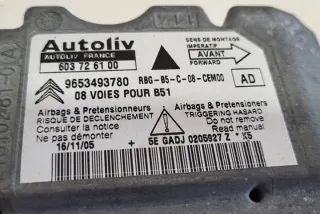 Autoliv
AUTOLIV FRANCE
603 72 61 00
SENS DE MONTAGE
IMPERATIF
AVANT
FORWARD
9653493780
RBG-B5-C-08-CEM00
08 VOIES POUR B51
AD
Airbags & Pretensionneurs
RISQUE DE DECLENCHEMENT
Consulter la notice
Ne pas démonter
16/11/05
Airbags & Pretensioners
TRIGGERING HASARD
Do not remove
Read manual
5E GADJ 0205927 Z * K5